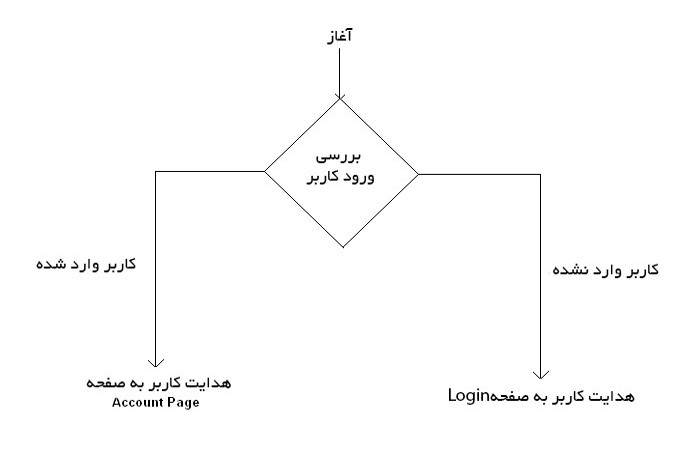 آغاز
بررسی
ورود کاربر
کاربر وارد شده
کاربر وارد نشده
هدایت کاربر به صفحه
Account Page
هدایت کاربر به صفحهLogin